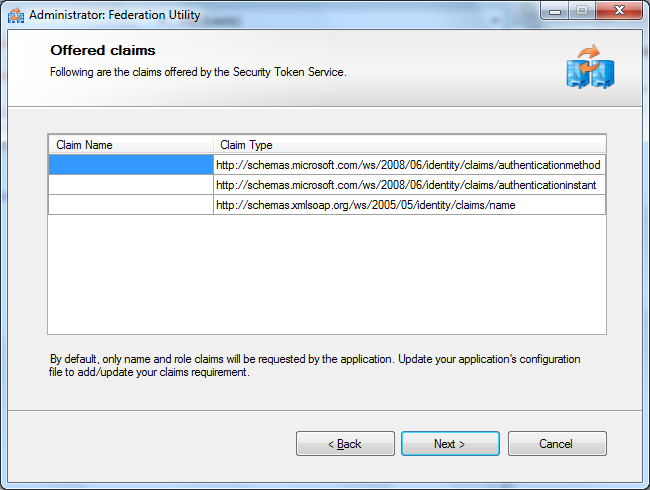 Administrator: Federation Utility
Offered claims
Following are the claims offered by the Security Token Service.
Claim Name Claim Type
http://schemas.microsoft.com/ws/2008/06/identity/claims/authenticationmethod
http://schemas.microsoft.com/ws/2008/06/identity/claims/authenticationinstant
http://schemas.xmlsoap.org/ws/2005/05/identity/claims/name
By default, only name and role claims will be requested by the application. Update your application's configuration
file to add/update your claims requirement.
< Back Next > Cancel